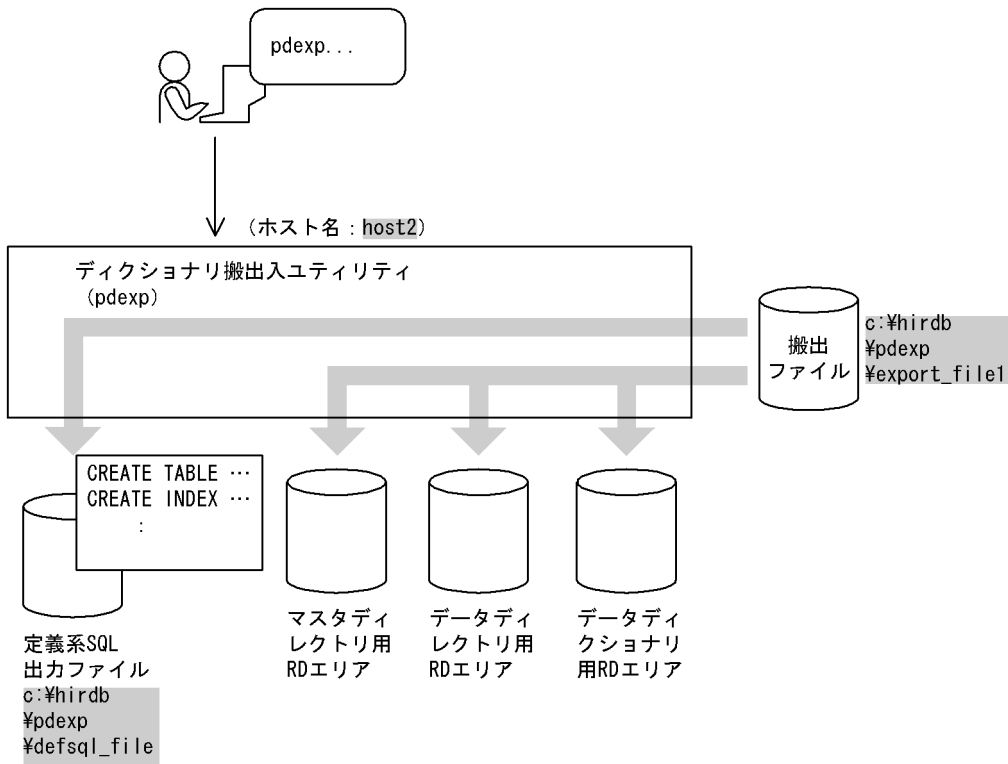 pdexp...
(ホスト名:host2)
ディクショナリ搬出入ユティリティ
(pdexp)
搬出
ファイル
c:¥hirdb
¥pdexp
¥export_file1
CREATE TABLE …
CREATE INDEX …
:
定義系SQL
出力ファイル
c:¥hirdb
¥pdexp
¥defsql_file
マスタディ
レクトリ用
RDエリア
データディ
レクトリ用
RDエリア
データディ
クショナリ
用RDエリア